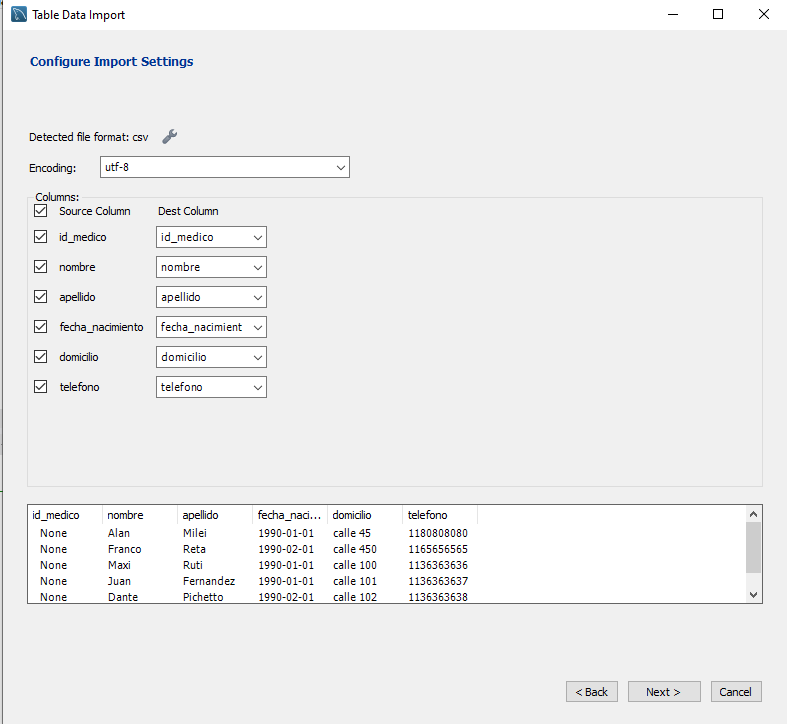 Table Data Import
Configure Import Settings
Detected file format: csv
Encoding: utf-8
Columns:
Source Column Dest Column
id_medico id_medico
nombre nombre
apellido apellido
fecha_nacimiento fecha_nacimient
domicilio domicilio
telefono telefono
id_medico nombre apellido fecha_naci... domicilio telefono
None Alan Milei 1990-01-01 calle 45 1180808080
None Franco Reta 1990-02-01 calle 450 1165656565
None Maxi Ruti 1990-01-01 calle 100 1136363636
None Juan Fernandez 1990-01-01 calle 101 1136363637
None Dante Pichetto 1990-02-01 calle 102 1136363638
< Back Next > Cancel